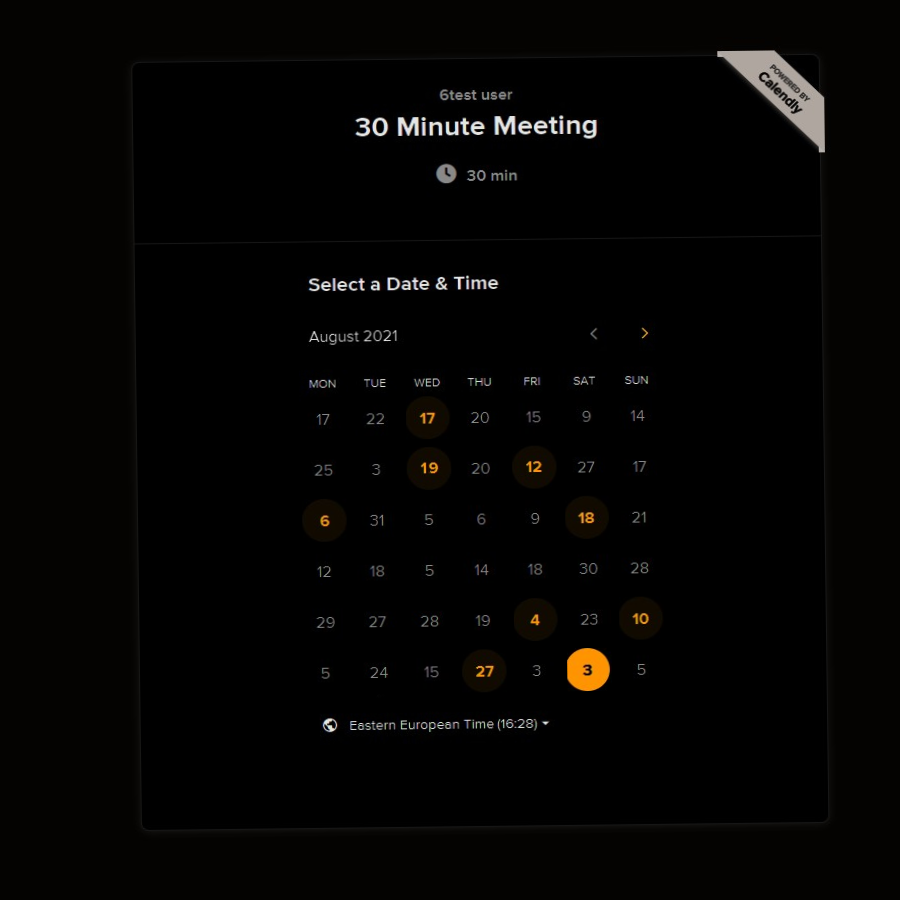 POWERED BY
Calendly
6test user
30 Minute Meeting
30 min
Select a Date & Time
August 2021
MON TUE WED THU FRI SAT SUN
17 22 17 20 15 9 14
25 3 19 20 12 27 17
6 31 5 6 9 18 21
12 18 5 14 18 30 28
29 27 28 19 4 23 10
5 24 15 27 3 3 5
Eastern European Time (16:28)